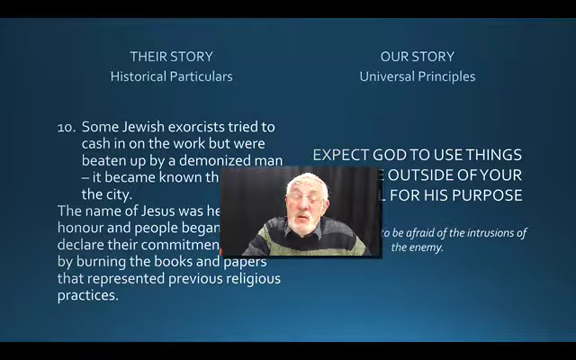 THEIR STORY
Historical Particulars
10. Some Jewish exorcists tried to
cash in on the work but were
beaten up by a demonized man
– it became known th
the city.
The name of Jesus was he
honour and people began
declare their commitmen
by burning the books and papers
that represented previous religious
practices.
OUR STORY
Universal Principles
EXPECT GOD TO USE THINGS
OUTSIDE OF YOUR
FOR HIS PURPOSE
to be afraid of the intrusions of
the enemy.